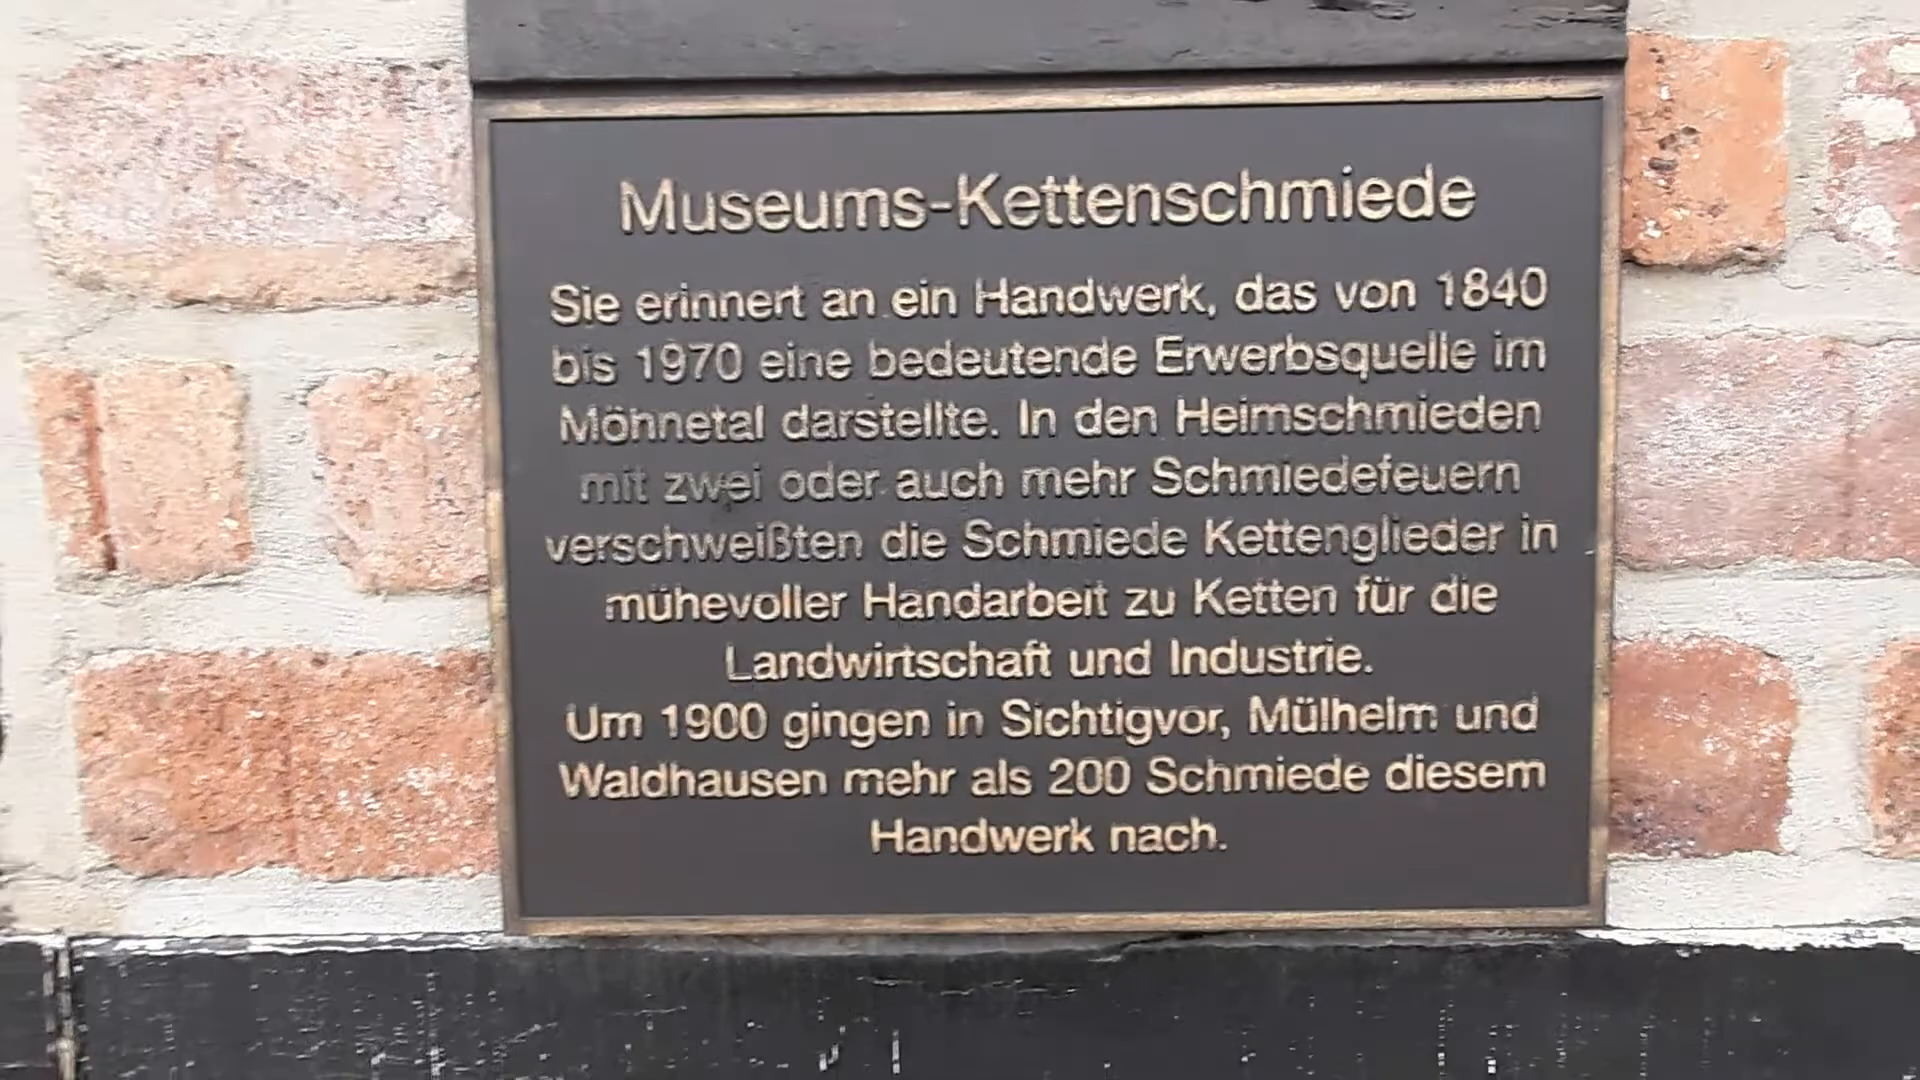 Museums-Kettenschmiede
Sie erinnert an ein Handwerk, das von 1840
bis 1970 eine bedeutende Erwerbsquelle im
Möhnetal darstellte. In den Heimschmieden
mit zwei oder auch mehr Schmiedefeuern
verschweißten die Schmiede Kettenglieder in
mühevoller Handarbeit zu Ketten für die
Landwirtschaft und Industrie.
Um 1900 gingen in Sichtigvor, Mülheim und
Waldhausen mehr als 200 Schmiede diesem
Handwerk nach.